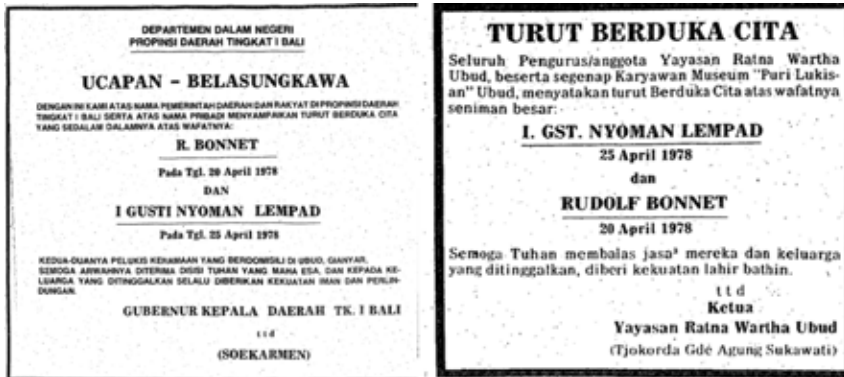 DEPARTEMEN DALAM NEGERI
PROPINSI DAERAH TINGKAT I BALI
UCAPAN – BELASUNGKAWA
DENGAN INI KAMI ATAS NAMA PEMERINTAH DAERAH DAN RAKYAT DI PROPINSI DAERAH
TINGKAT I BALI SERTA ATAS NAMA PRIBADI MENYAMPAIKAN TURUT BERDUKA CITA
YANG SEDALAM DALAMNYA ATAS WAFATNYA:
R. BONNET
Pada Tgl. 20 April 1978
DAN
I GUSTI NYOMAN LEMPAD
Pada Tgl. 25 April 1978
KEDUA-DUANYA PELUKIS KENAMAAN YANG BERDOMISILI DI UBUD, GIANYAR.
SEMOGA ARWAHNYA DITERIMA DISISI TUHAN YANG MAHA ESA, DAN KEPADA KE-
LUARGA YANG DITINGGALKAN SELALU DIBERIKAN KEKUATAN IMAN DAN PERLIN-
DUNGAN.
GUBERNUR KEPALA DAERAH TK. I BALI
ttd
(SOEKARMEN)
TURUT BERDUKA CITA
Seluruh Pengurus/anggota Yayasan Ratna Wartha
Ubud, beserta segenap Karyawan Museum "Puri Lukis-
an" Ubud, menyatakan turut Berduka Cita atas wafatnya
seniman besar:
I. GST. NYOMAN LEMPAD
25 April 1978
dan
RUDOLF BONNET
20 April 1978
Semoga Tuhan membalas jasa² mereka dan keluarga
yang ditinggalkan, diberi kekuatan lahir bathin.
ttd
Ketua
Yayasan Ratna Wartha Ubud
(Tjokorda Gdé Agung Sukawati)